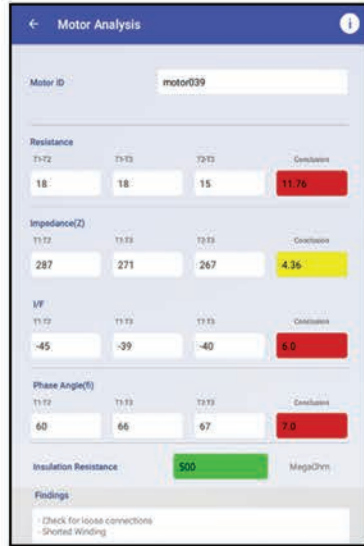 ← Motor Analysis i
Motor ID motor039
Resistance
T1-T2 T1-T3 T2-T3 Conclusion
18 18 15 11.76
Impedance(Z)
T1-T2 T1-T3 T2-T3 Conclusion
287 271 267 4.36
I/F
T1-T2 T1-T3 T2-T3 Conclusion
-45 -39 -40 6.0
Phase Angle(fi)
T1-T2 T1-T3 T2-T3 Conclusion
60 66 67 7.0
Insulation Resistance 500 MegaOhm
Findings
- Check for loose connections
- Shorted Winding